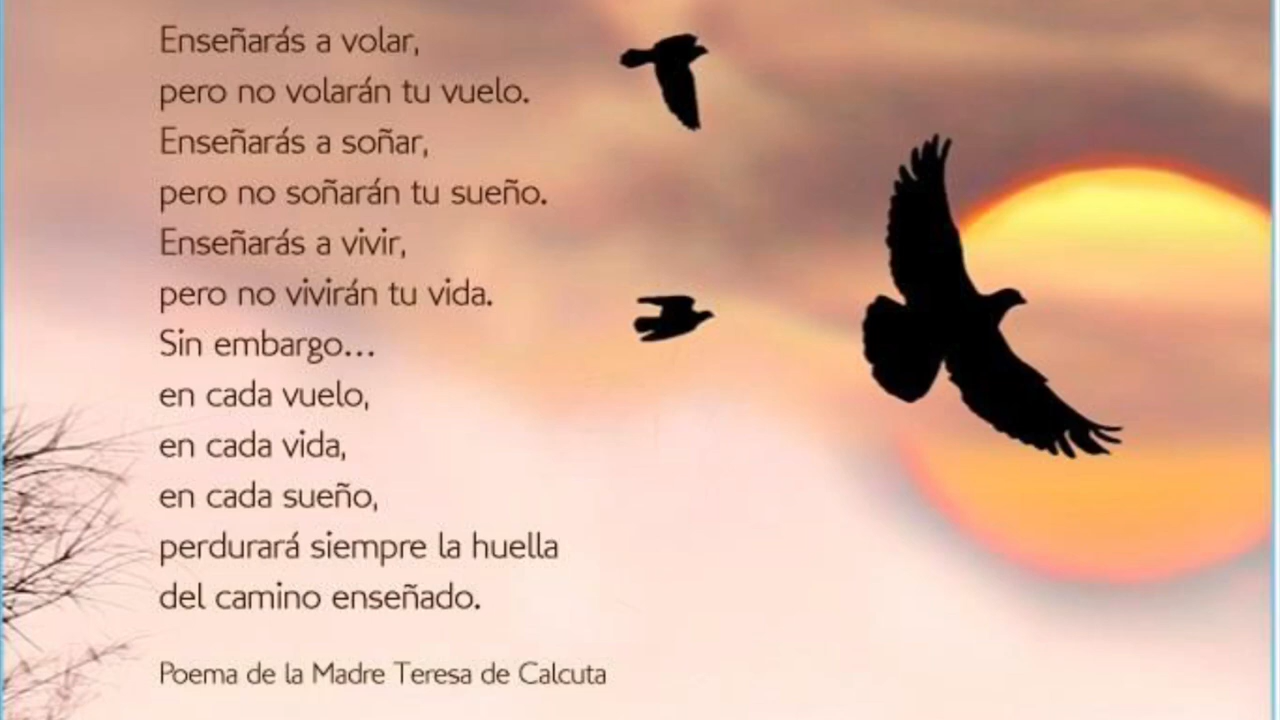 Enseñarás a volar,
pero no volarán tu vuelo.
Enseñarás a soñar,
pero no soñarán tu sueño.
Enseñarás a vivir,
pero no vivirán tu vida.
Sin embargo...
en cada vuelo,
en cada vida,
en cada sueño,
perdurará siempre la huella
del camino enseñado.
Poema de la Madre Teresa de Calcuta